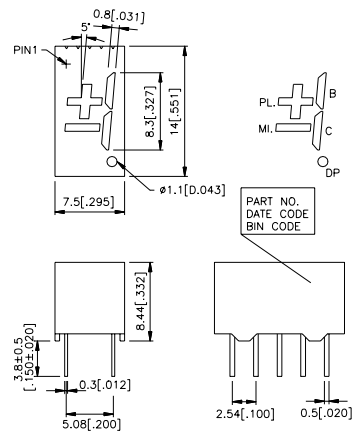 0.8[.031]
5°
PIN1
8.3[.327]
14[.551]
ø1.1[D.043]
7.5[.295]
PL.
MI.
B
C
DP
PART NO.
DATE CODE
BIN CODE
8.44[.332]
3.8±0.5
[.150±.020]
0.3[.012]
5.08[.200]
2.54[.100]
0.5[.020]